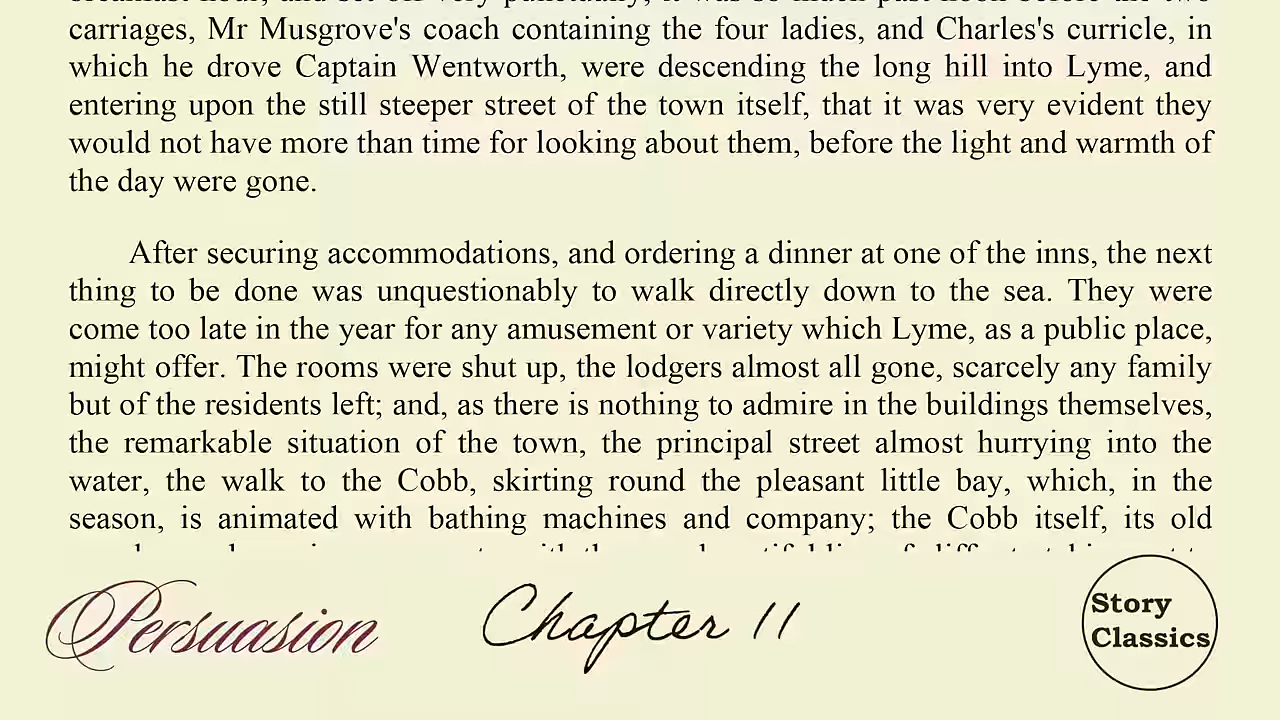 carriages, Mr Musgrove's coach containing the four ladies, and Charles's curricle, in
which he drove Captain Wentworth, were descending the long hill into Lyme, and
entering upon the still steeper street of the town itself, that it was very evident they
would not have more than time for looking about them, before the light and warmth of
the day were gone.
After securing accommodations, and ordering a dinner at one of the inns, the next
thing to be done was unquestionably to walk directly down to the sea. They were
come too late in the year for any amusement or variety which Lyme, as a public place,
might offer. The rooms were shut up, the lodgers almost all gone, scarcely any family
but of the residents left; and, as there is nothing to admire in the buildings themselves,
the remarkable situation of the town, the principal street almost hurrying into the
water, the walk to the Cobb, skirting round the pleasant little bay, which, in the
season, is animated with bathing machines and company; the Cobb itself, its old
Persuasion
Chapter 11
Story
Classics